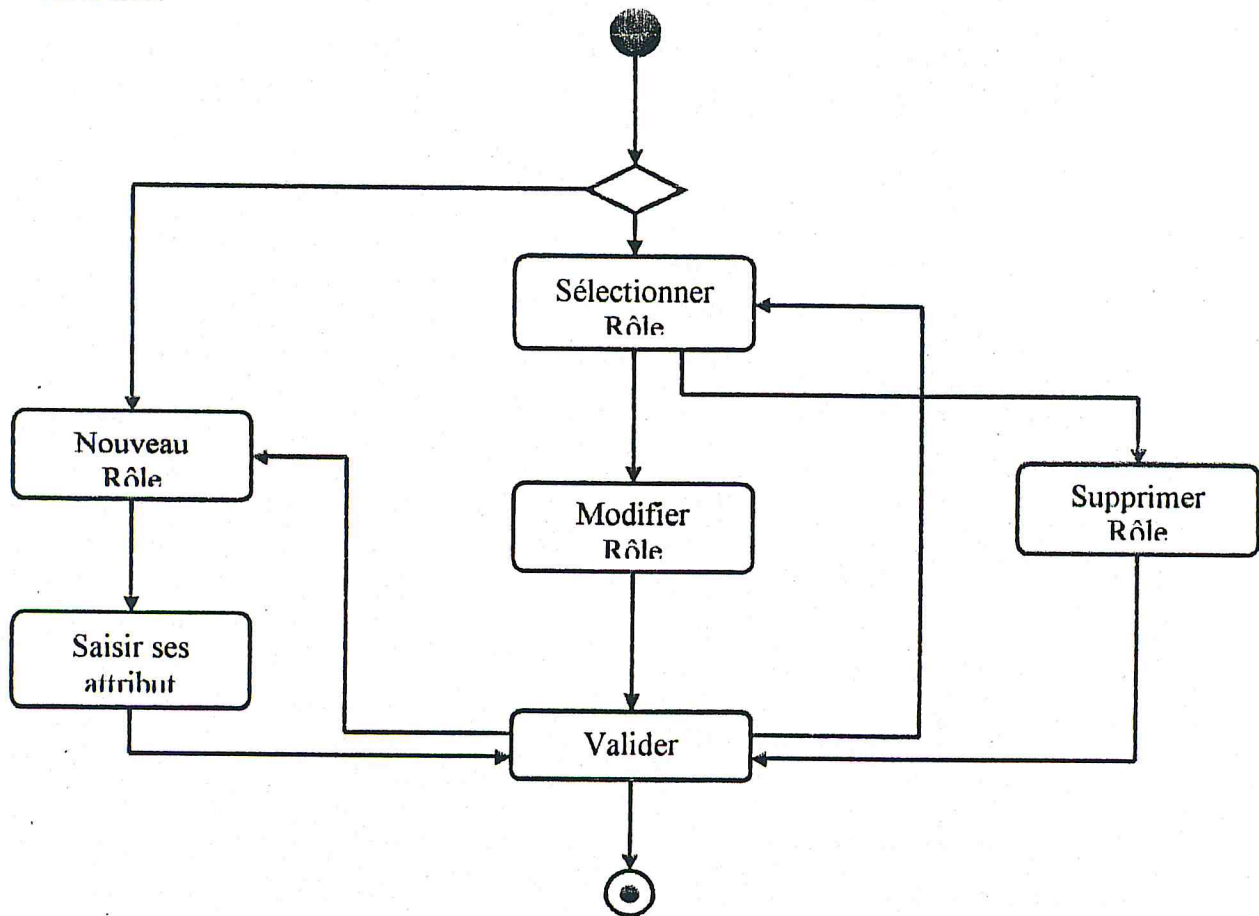 Sélectionner
Rôle
Nouveau
Rôle
Modifier
Rôle
Supprimer
Rôle
Saisir ses
attribut
Valider